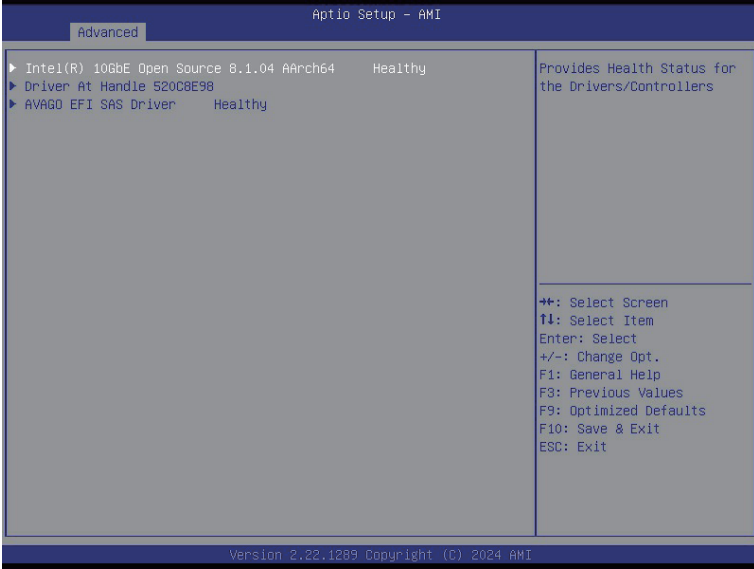 Aptio Setup – AMI
Advanced
▶ Intel(R) 10GbE Open Source 8.1.04 AArch64 Healthy
▶ Driver At Handle 520C8E98
▶ AVAGO EFI SAS Driver Healthy
Provides Health Status for
the Drivers/Controllers
→←: Select Screen
↑↓: Select Item
Enter: Select
+/-: Change Opt.
F1: General Help
F3: Previous Values
F9: Optimized Defaults
F10: Save & Exit
ESC: Exit
Version 2.22.1289 Copyright (C) 2024 AMI